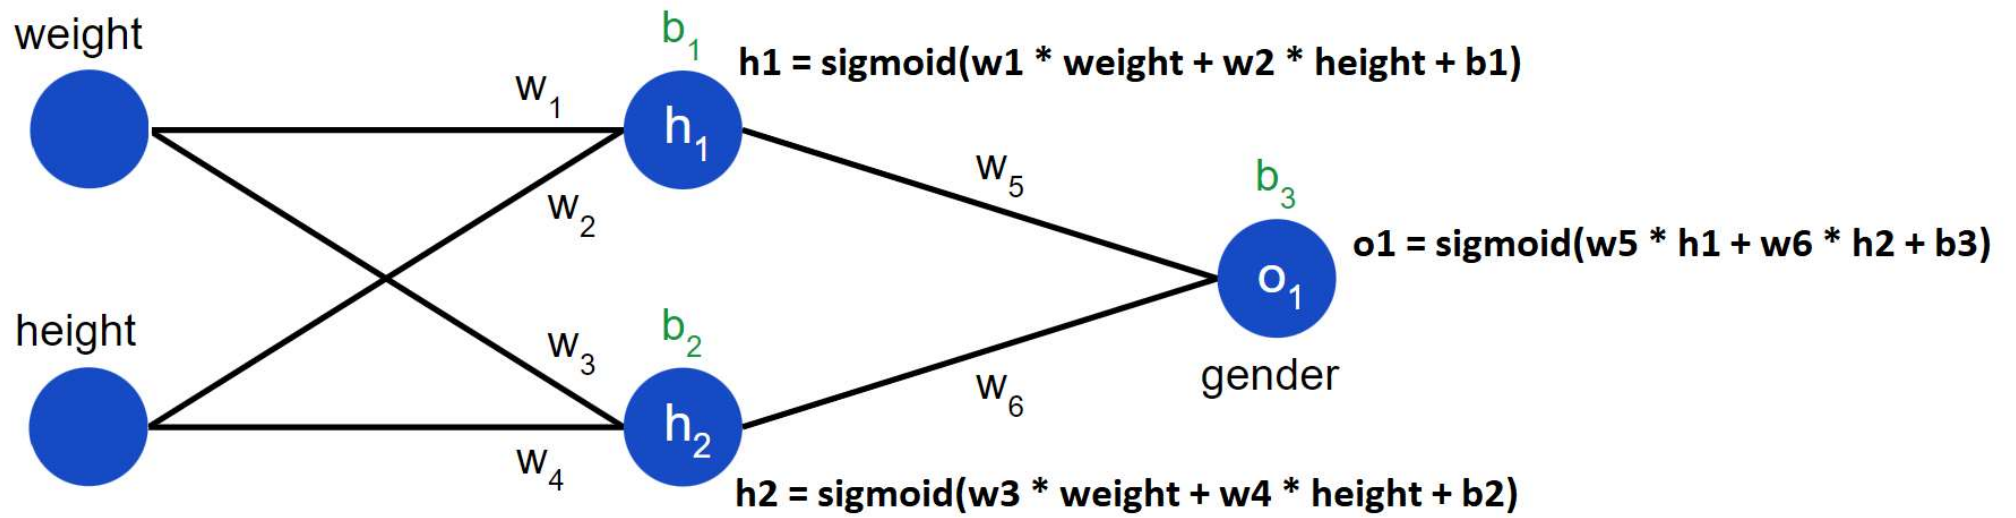 weight
b1
h1 = sigmoid(w1 * weight + w2 * height + b1)
w1
h1
w2
w5
b3
o1 = sigmoid(w5 * h1 + w6 * h2 + b3)
o1
gender
height
b2
w3
h2
w4
w6
h2 = sigmoid(w3 * weight + w4 * height + b2)